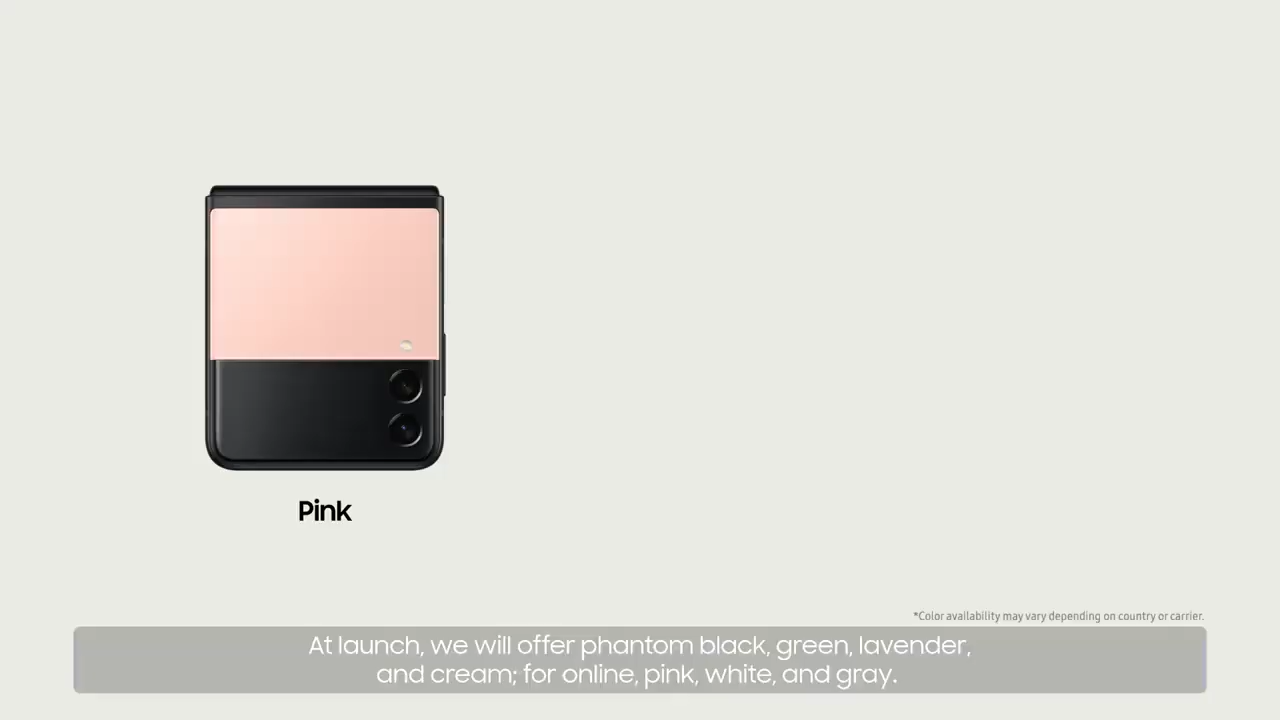 Pink
*Color availability may vary depending on country or carrier.
At launch, we will offer phantom black, green, lavender,
and cream; for online, pink, white, and gray.